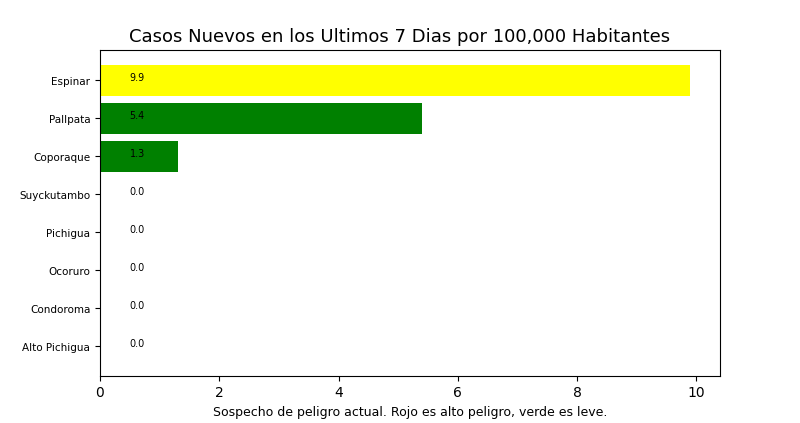 Casos Nuevos en los Ultimos 7 Dias por 100,000 Habitantes
Espinar 9.9
Pallpata 5.4
Coporaque 1.3
Suyckutambo 0.0
Pichigua 0.0
Ocoruro 0.0
Condoroma 0.0
Alto Pichigua 0.0
0 2 4 6 8 10
Sospecho de peligro actual. Rojo es alto peligro, verde es leve.